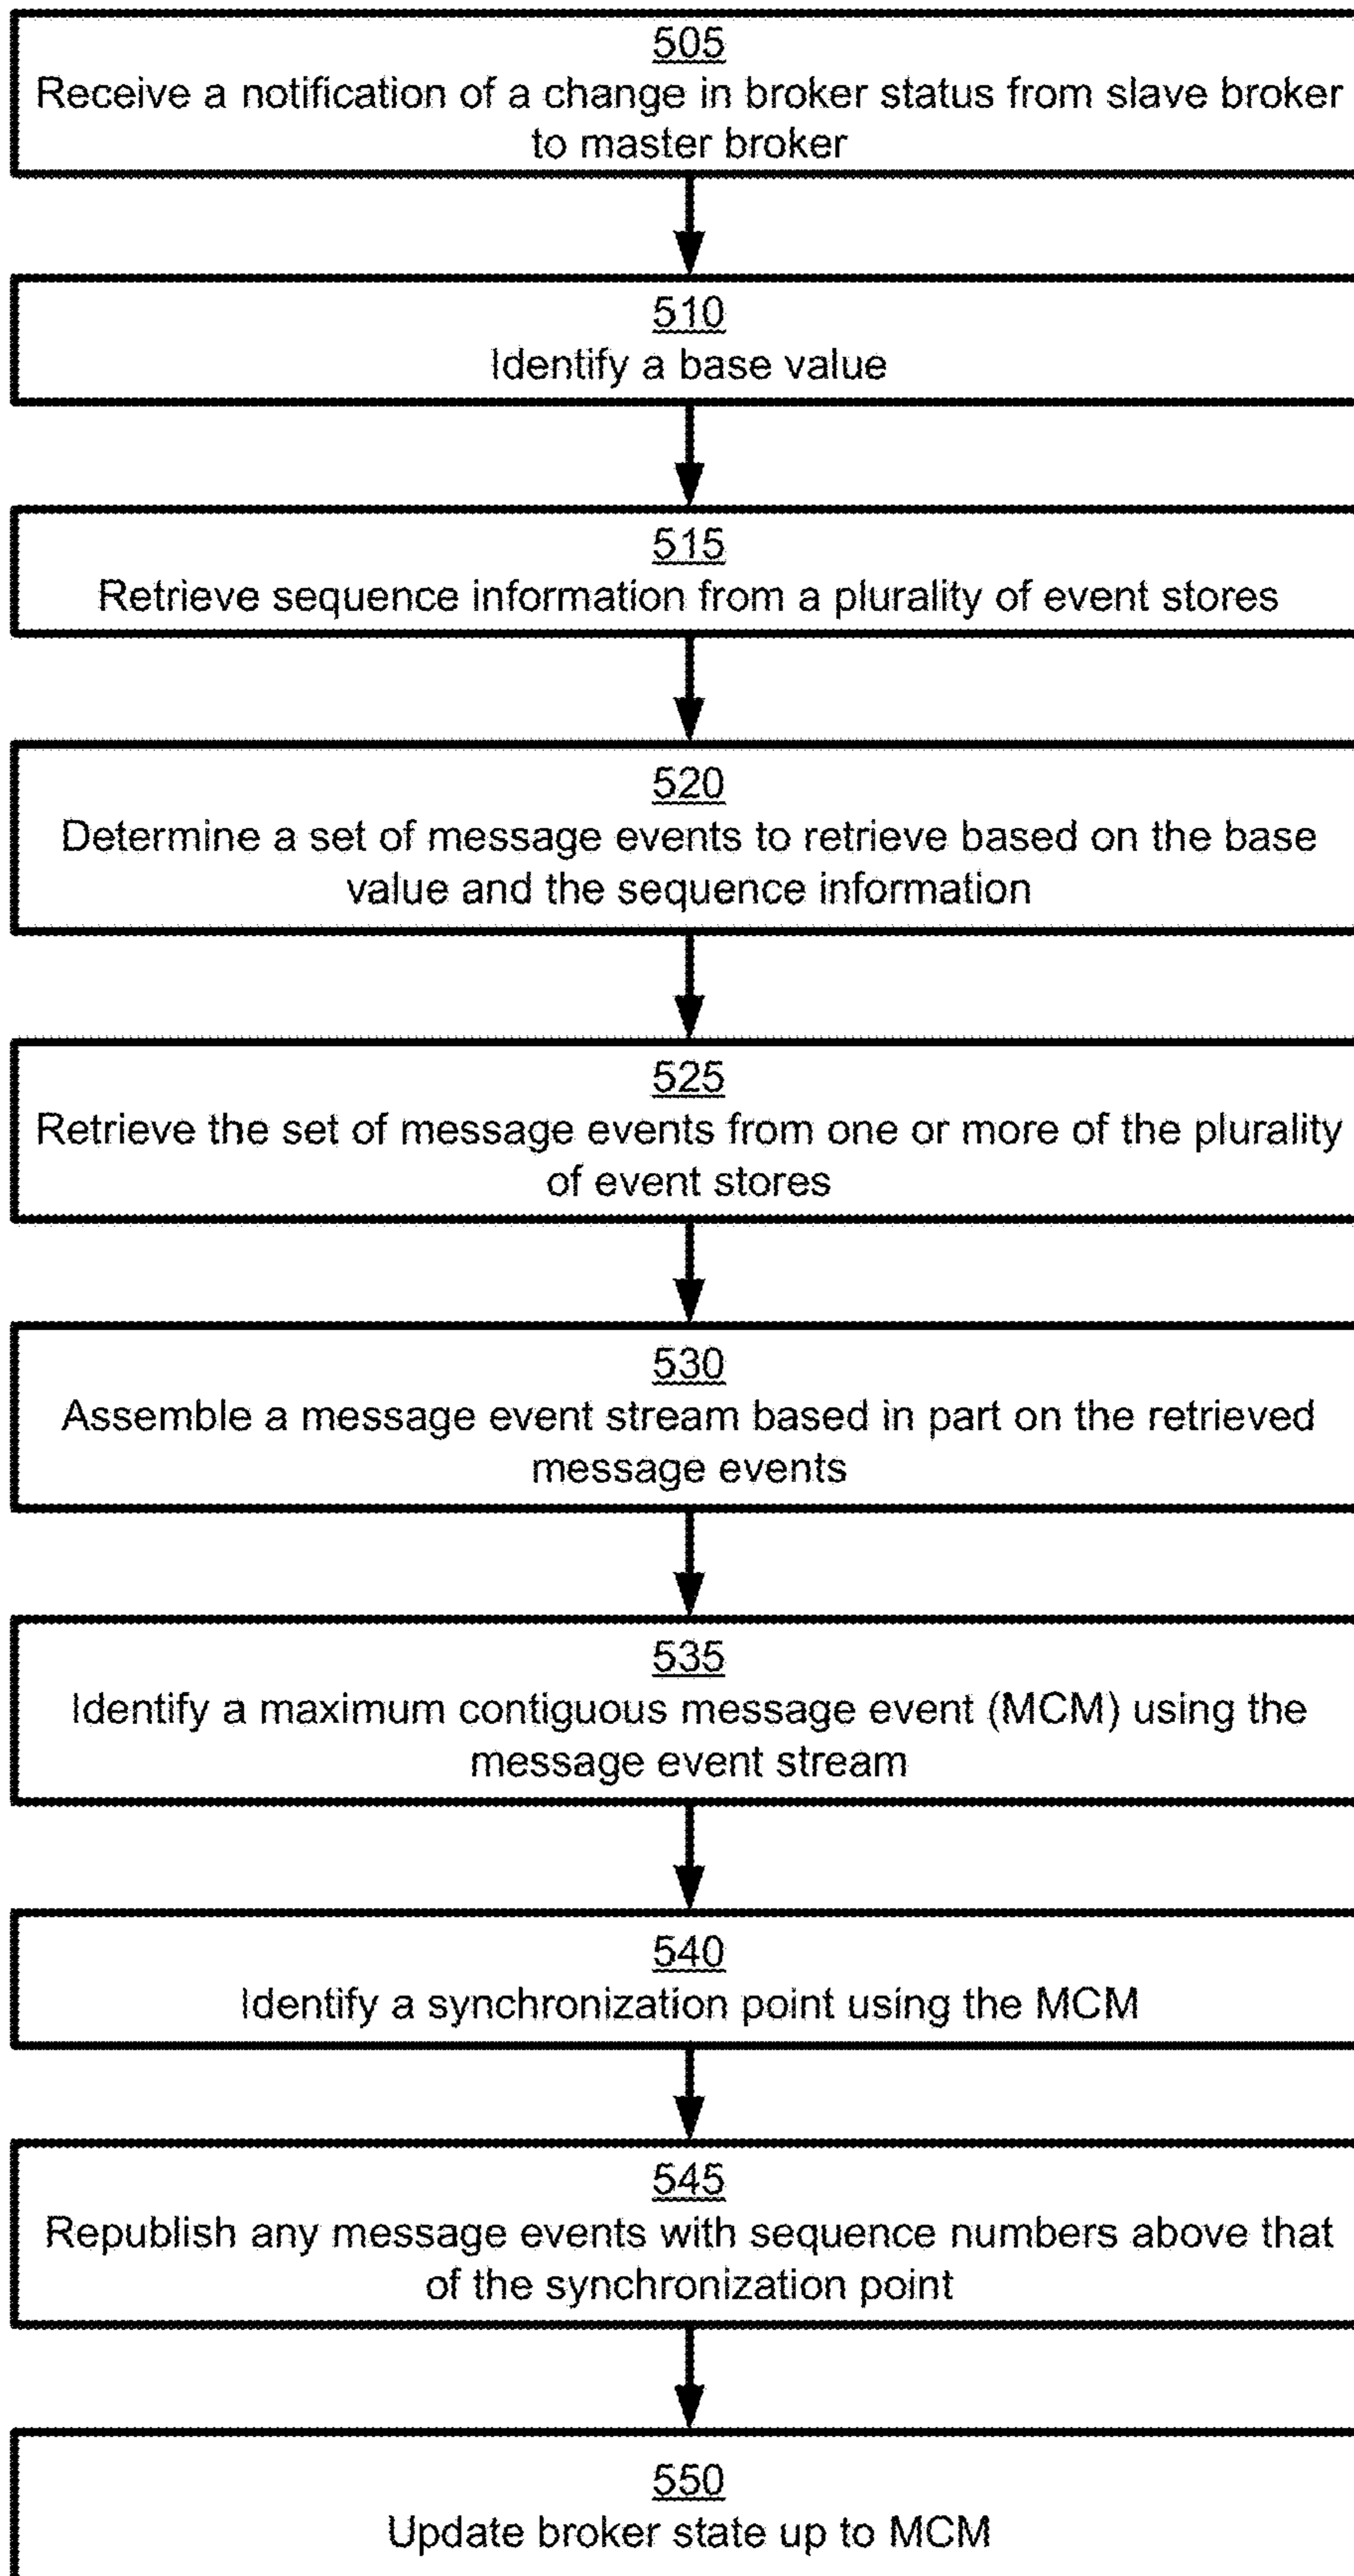 505
Receive a notification of a change in broker status from slave broker
to master broker
510
Identify a base value
515
Retrieve sequence information from a plurality of event stores
520
Determine a set of message events to retrieve based on the base
value and the sequence information
525
Retrieve the set of message events from one or more of the plurality
of event stores
530
Assemble a message event stream based in part on the retrieved
message events
535
Identify a maximum contiguous message event (MCM) using the
message event stream
540
Identify a synchronization point using the MCM
545
Republish any message events with sequence numbers above that
of the synchronization point
550
Update broker state up to MCM